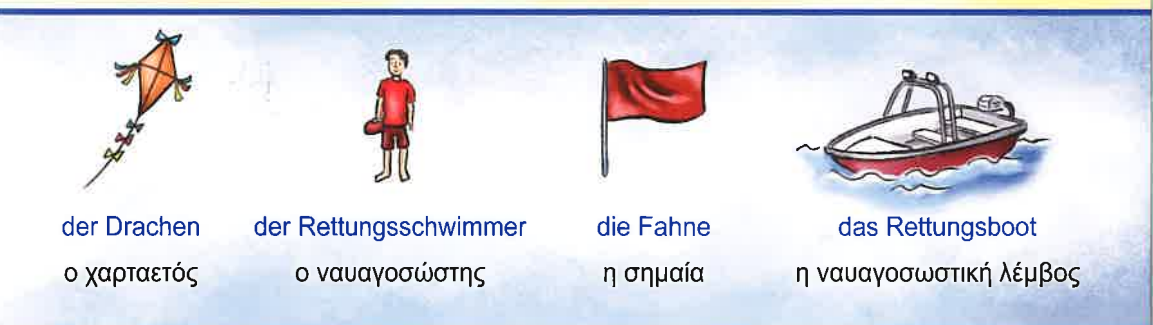 der Drachen der Rettungsschwimmer die Fahne das Rettungsboot
ο χαρταετός ο ναυαγοσώστης η σημαία η ναυαγοσωστική λέμβος